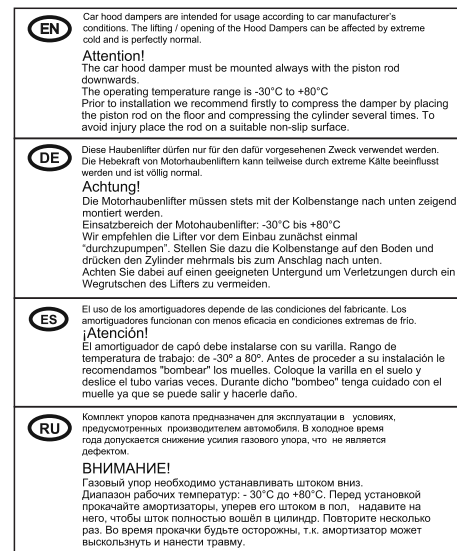 EN
Car hood dampers are intended for usage according to car manufacturer's
conditions. The lifting / opening of the Hood Dampers can be affected by extreme
cold and is perfectly normal.
Attention!
The car hood damper must be mounted always with the piston rod
downwards.
The operating temperature range is -30°C to +80°C
Prior to installation we recommend firstly to compress the damper by placing
the piston rod on the floor and compressing the cylinder several times. To
avoid injury place the rod on a suitable non-slip surface.
DE
Diese Haubenlifter dürfen nur für den dafür vorgesehenen Zweck verwendet werden.
Die Hebekraft von Motorhaubenliftern kann teilweise durch extreme Kälte beeinflusst
werden und ist völlig normal.
Achtung!
Die Motorhaubenlifter müssen stets mit der Kolbenstange nach unten zeigend
montiert werden.
Einsatzbereich der Motohaubenlifter: -30°C bis +80°C
Wir empfehlen die Lifter vor dem Einbau zunächst einmal
"durchzupumpen". Stellen Sie dazu die Kolbenstange auf den Boden und
drücken den Zylinder mehrmals bis zum Anschlag nach unten.
Achten Sie dabei auf einen geeigneten Untergund um Verletzungen durch ein
Wegrutschen des Lifters zu vermeiden.
ES
El uso de los amortiguadores depende de las condiciones del fabricante. Los
amortiguadores funcionan con menos eficacia en condiciones extremas de frío.
¡Atención!
El amortiguador de capó debe instalarse con su varilla. Rango de
temperatura de trabajo: de -30º a 80º. Antes de proceder a su instalación le
recomendamos "bombear" los muelles. Coloque la varilla en el suelo y
deslice el tubo varias veces. Durante dicho "bombeo" tenga cuidado con el
muelle ya que se puede salir y hacerle daño.
RU
Комплект упоров капота предназначен для эксплуатации в условиях,
предусмотренных производителем автомобиля. В холодное время
года допускается снижение усилия газового упора, что не является
дефектом.
ВНИМАНИЕ!
Газовый упор необходимо устанавливать штоком вниз.
Диапазон рабочих температур: - 30°С до +80°С. Перед установкой
прокачайте амортизаторы, уперев его штоком в пол, надавите на
него, чтобы шток полностью вошёл в цилиндр. Повторите несколько
раз. Во время прокачки будьте осторожны, т.к. амортизатор может
выскользнуть и нанести травму.